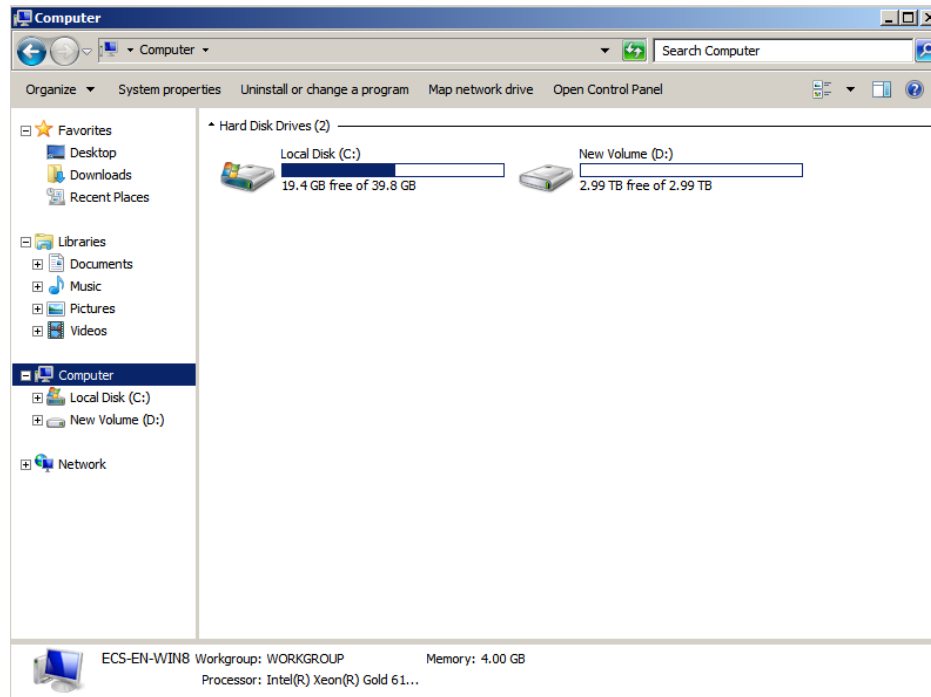 Computer
Computer
Search Computer
Organize System properties Uninstall or change a program Map network drive Open Control Panel
Favorites
Desktop
Downloads
Recent Places
Libraries
Documents
Music
Pictures
Videos
Computer
Local Disk (C:)
New Volume (D:)
Network
Hard Disk Drives (2)
Local Disk (C:)
19.4 GB free of 39.8 GB
New Volume (D:)
2.99 TB free of 2.99 TB
ECS-EN-WIN8 Workgroup: WORKGROUP Memory: 4.00 GB
Processor: Intel(R) Xeon(R) Gold 61...